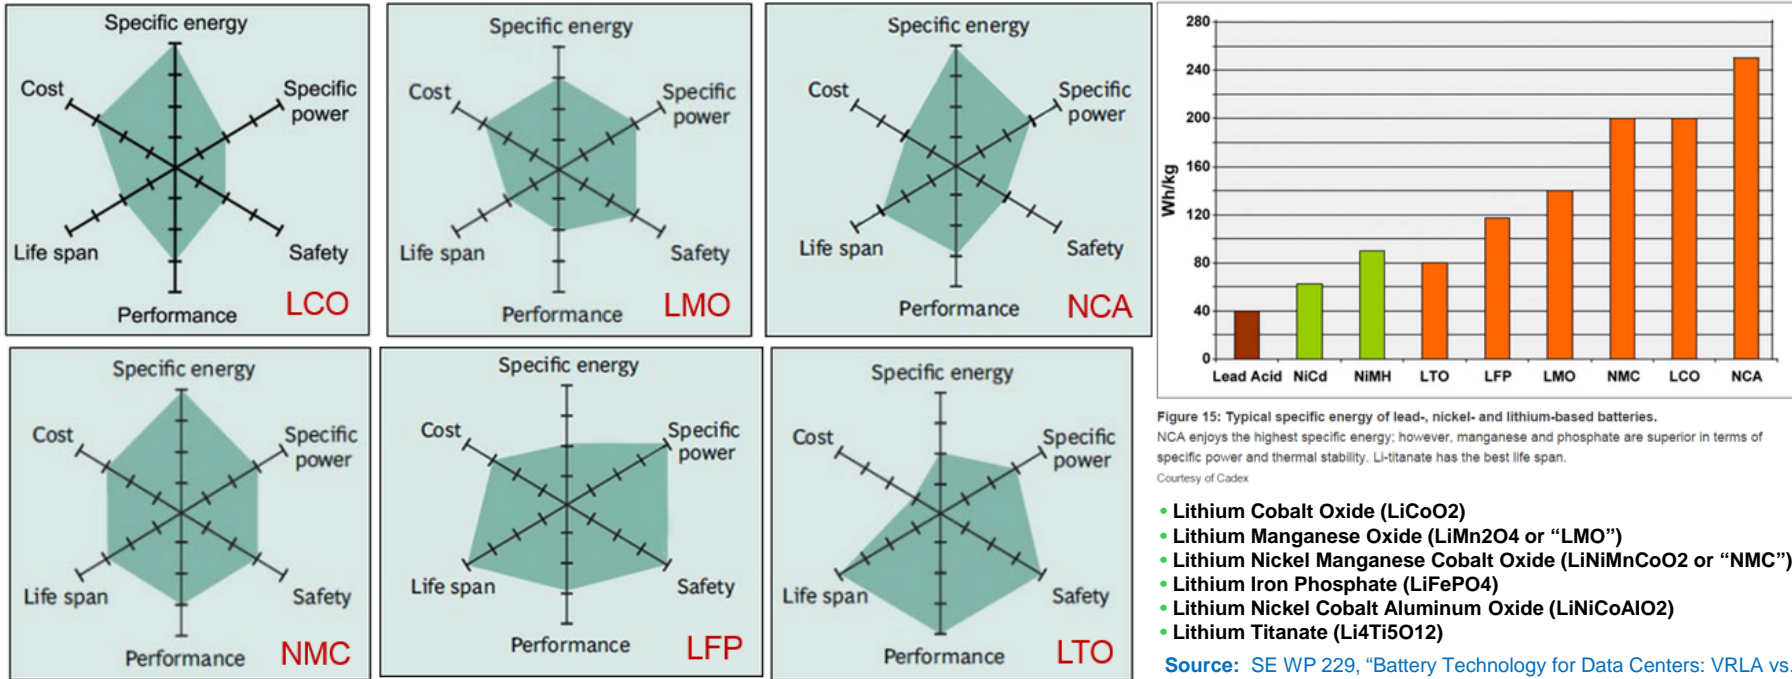 Specific energy
Cost
Specific
power
Life span
Safety
Performance
LCO
Specific energy
Cost
Specific
power
Life span
Safety
Performance
LMO
Specific energy
Cost
Specific
power
Life span
Safety
Performance
NCA
Specific energy
Cost
Specific
power
Life span
Safety
Performance
NMC
Specific energy
Cost
Specific
power
Life span
Safety
Performance
LFP
Specific energy
Cost
Specific
power
Life span
Safety
Performance
LTO
Wh/kg
280
240
200
160
120
80
40
0
Lead Acid NiCd NiMH LTO LFP LMO NMC LCO NCA
Figure 15: Typical specific energy of lead-, nickel- and lithium-based batteries.
NCA enjoys the highest specific energy; however, manganese and phosphate are superior in terms of
specific power and thermal stability. Li-titanate has the best life span.
Courtesy of Cadex
• Lithium Cobalt Oxide (LiCoO2)
• Lithium Manganese Oxide (LiMn2O4 or “LMO”)
• Lithium Nickel Manganese Cobalt Oxide (LiNiMnCoO2 or “NMC”)
• Lithium Iron Phosphate (LiFePO4)
• Lithium Nickel Cobalt Aluminum Oxide (LiNiCoAlO2)
• Lithium Titanate (Li4Ti5O12)
Source: SE WP 229, “Battery Technology for Data Centers: VRLA vs.